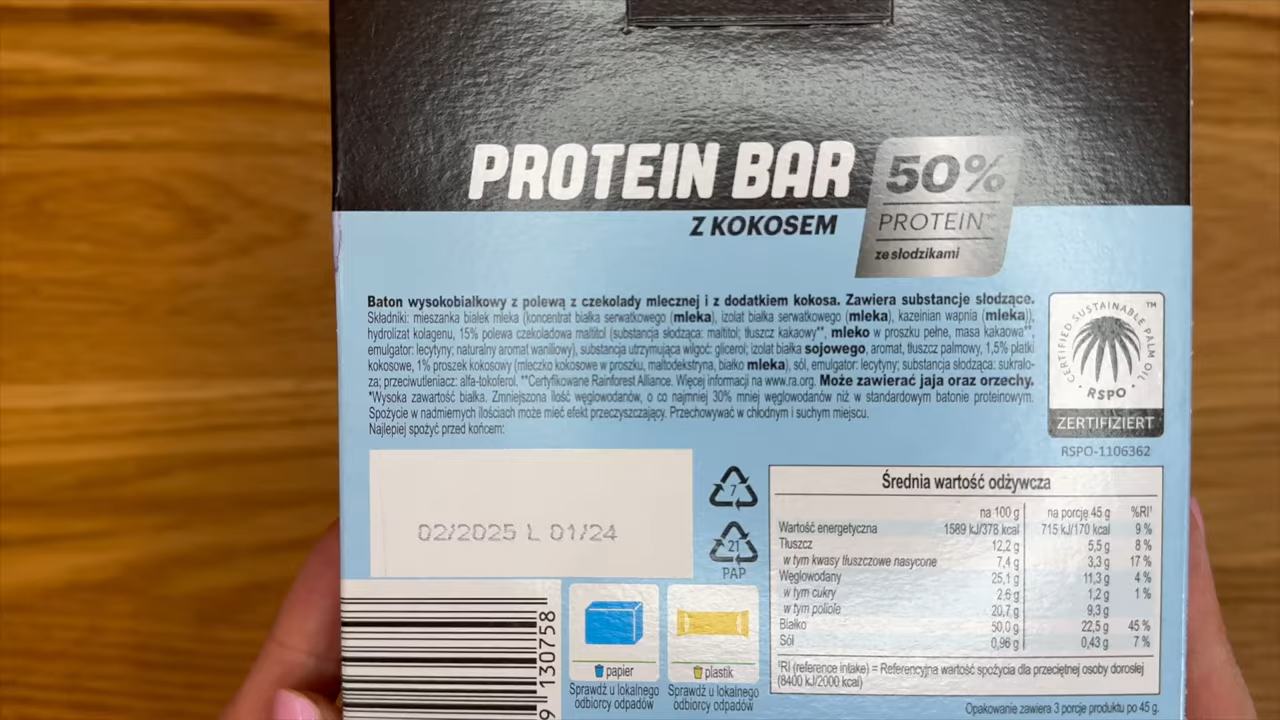 PROTEIN BAR
50%
PROTEIN™
ze słodzikami
Z KOKOSEM
Baton wysokobiałkowy z polewą z czekolady mlecznej i z dodatkiem kokosa. Zawiera substancje słodzące.
Składniki: mieszanka białek mleka (koncentrat białka serwatkowego (mleka), izolat białka serwatkowego (mleka), kazeinian wapnia (mleka)),
hydrolizat kolagenu, 15% polewa czekoladowa maltitol (substancja słodząca: maltitol; tłuszcz kakaowy**, mleko w proszku pełne, masa kakaowa**,
emulgator: lecytyny; naturalny aromat waniliowy), substancja utrzymująca wilgoć: glicerol; izolat białka sojowego, aromat, tłuszcz palmowy, 1,5% płatki
kokosowe, 1% proszek kokosowy (mleczko kokosowe w proszku, maltodekstryna, białko mleka), sól, emulgator: lecytyny; substancja słodząca: sukralo-
za; przeciwutleniacz: alfa-tokoferol. **Certyfikowane Rainforest Alliance. Więcej informacji na www.ra.org. Może zawierać jaja oraz orzechy.
*Wysoka zawartość białka. Zmniejszona ilość węglowodanów, o co najmniej 30% mniej węglowodanów niż w standardowym batonie proteinowym.
Spożycie w nadmiernych ilościach może mieć efekt przeczyszczający. Przechowywać w chłodnym i suchym miejscu.
Najlepiej spożyć przed końcem:
CERTIFIED SUSTAINABLE PALM OIL ™
RSPO
ZERTIFIZIERT
RSPO-1106362
02/2025 L 01/24
7
21
PAP
Średnia wartość odżywcza
na 100 g na porcję 45 g %RI¹
Wartość energetyczna 1589 kJ/378 kcal 715 kJ/170 kcal 9 %
Tłuszcz 12,2 g 5,5 g 8 %
w tym kwasy tłuszczowe nasycone 7,4 g 3,3 g 17 %
Węglowodany 25,1 g 11,3 g 4 %
w tym cukry 2,6 g 1,2 g 1 %
w tym poliole 20,7 g 9,3 g
Białko 50,0 g 22,5 g 45 %
Sól 0,96 g 0,43 g 7 %
¹RI (reference intake) = Referencyjna wartość spożycia dla przeciętnej osoby dorosłej
(8400 kJ/2000 kcal)
Opakowanie zawiera 3 porcje produktu po 45 g.
9 130758
papier
Sprawdź u lokalnego
odbiorcy odpadów
plastik
Sprawdź u lokalnego
odbiorcy odpadów